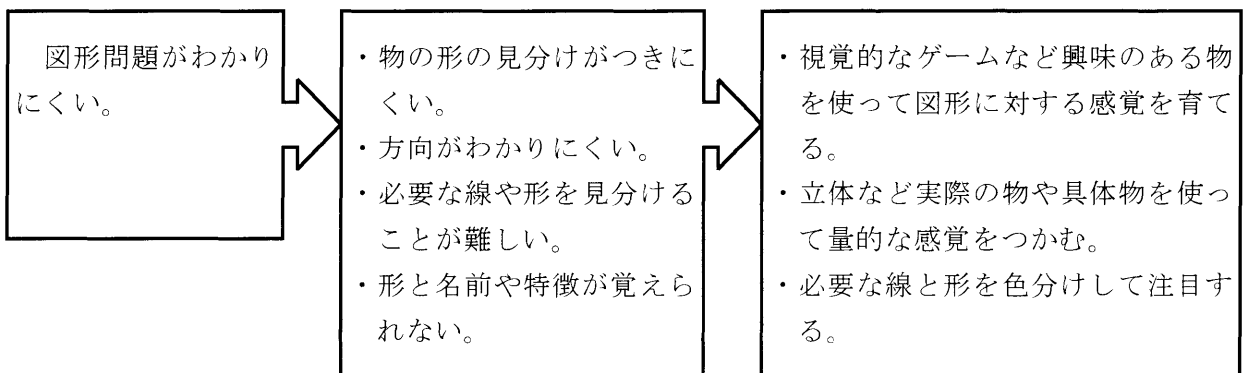 図形問題がわかり
にくい。
・物の形の見分けがつきに
くい。
・方向がわかりにくい。
・必要な線や形を見分ける
ことが難しい。
・形と名前や特徴が覚えら
れない。
・視覚的なゲームなど興味のある物
を使って図形に対する感覚を育て
る。
・立体など実際の物や具体物を使っ
て量的な感覚をつかむ。
・必要な線と形を色分けして注目す
る。